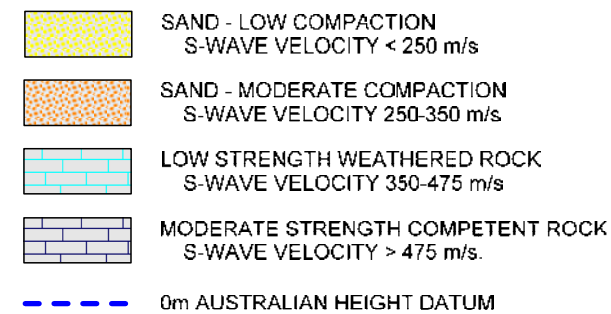 SAND - LOW COMPACTION
S-WAVE VELOCITY < 250 m/s
SAND - MODERATE COMPACTION
S-WAVE VELOCITY 250-350 m/s
LOW STRENGTH WEATHERED ROCK
S-WAVE VELOCITY 350-475 m/s
MODERATE STRENGTH COMPETENT ROCK
S-WAVE VELOCITY > 475 m/s.
0m AUSTRALIAN HEIGHT DATUM